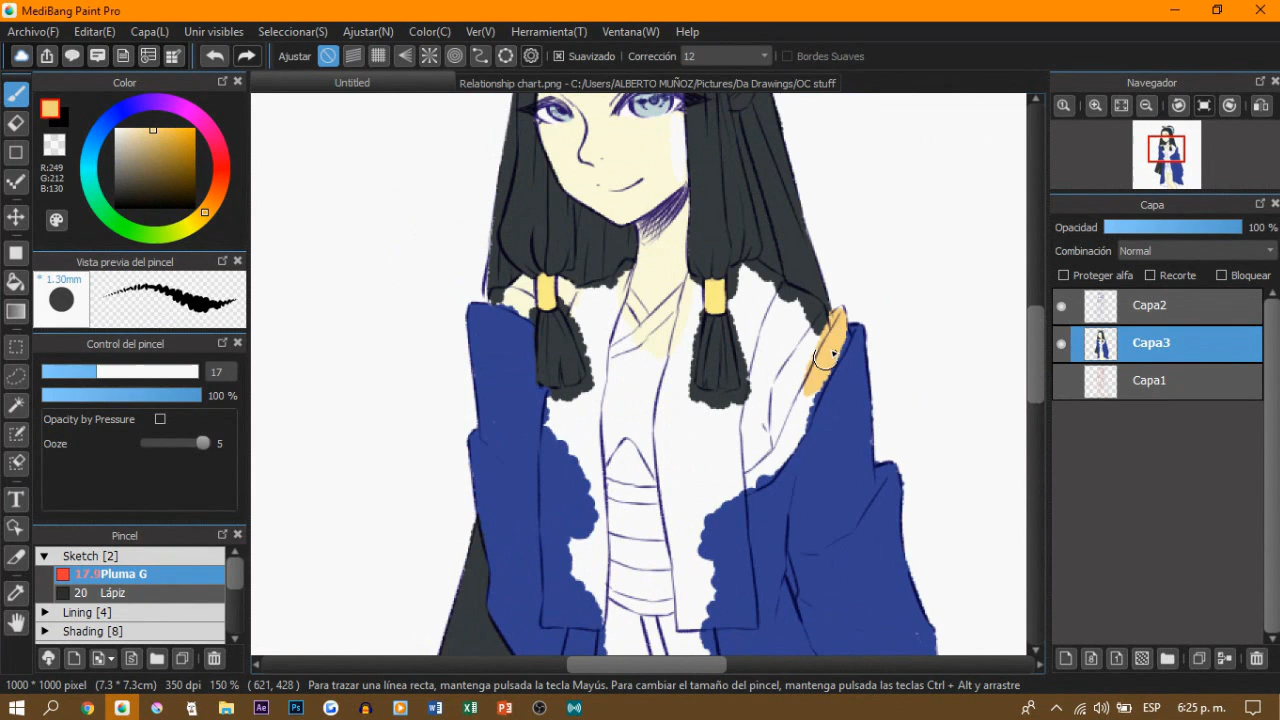 MediBang Paint Pro
Archivo(F) Editar(E) Capa(L) Unir visibles Seleccionar(S) Ajustar(N) Color(C) Ver(V) Herramienta(T) Ventana(W) Help
Ajustar Suavizado Corrección 12 Bordes Suaves
Color
Untitled Relationship chart.png - C:/Users/ALBERTO MUÑOZ/Pictures/Da Drawings/OC stuff
Navegador
R:249
G:212
B:130
Capa
Opacidad 100 %
Combinación Normal
Proteger alfa Recorte Bloquear
Vista previa del pincel
* 1.30mm
Capa2
Capa3
Capa1
Control del pincel
17
100 %
Opacity by Pressure
Ooze 5
Pincel
Sketch [2]
17.9 Pluma G
20 Lápiz
Lining [4]
Shading [8]
1000 * 1000 pixel (7.3 * 7.3cm) 350 dpi 150 % ( 621, 428 ) Para trazar una línea recta, mantenga pulsada la tecla Mayús. Para cambiar el tamaño del pincel, mantenga pulsadas las teclas Ctrl + Alt y arrastre
ESP 6:25 p. m.